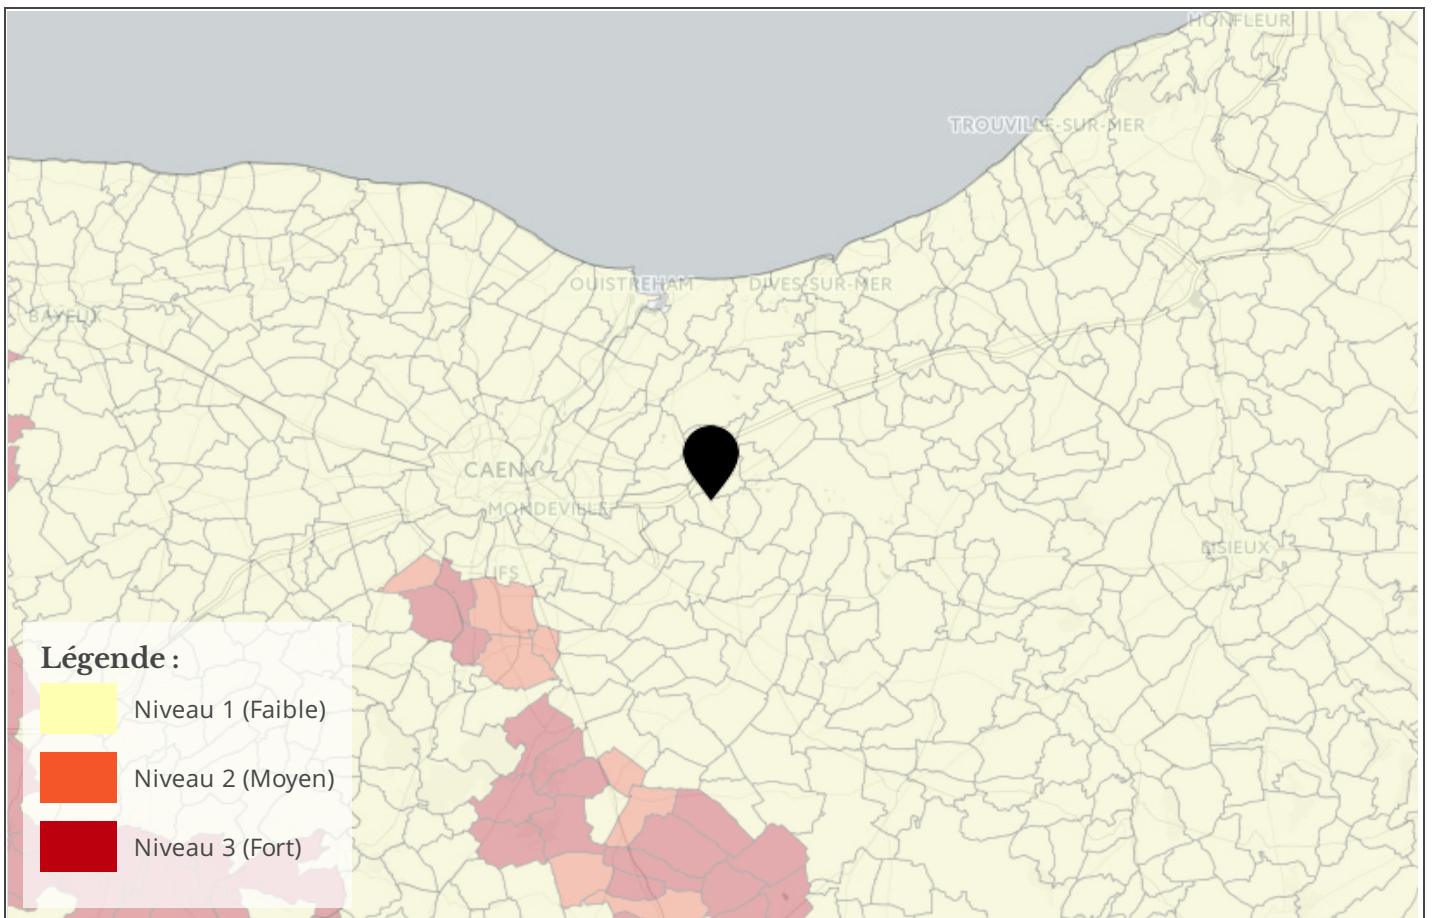 HONFLEUR
TROUVILLE-SUR-MER
OUISTREHAM
DIVES-SUR-MER
BAYEUX
CAEN
MONDEVILLE
LISIEUX
IFS
Légende :
Niveau 1 (Faible)
Niveau 2 (Moyen)
Niveau 3 (Fort)